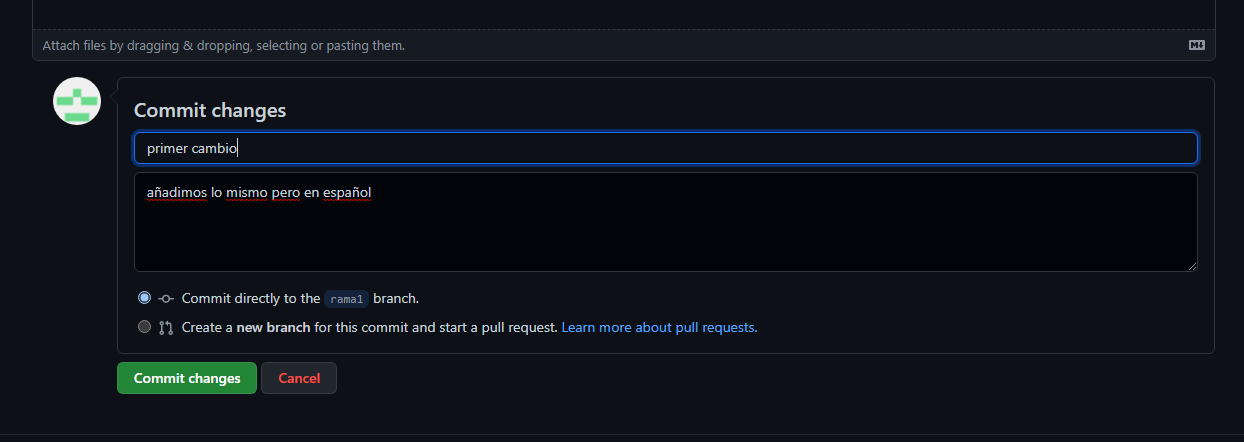 Attach files by dragging & dropping, selecting or pasting them.
Commit changes
primer cambio
añadimos lo mismo pero en español
Commit directly to the rama1 branch.
Create a new branch for this commit and start a pull request. Learn more about pull requests.
Commit changes Cancel